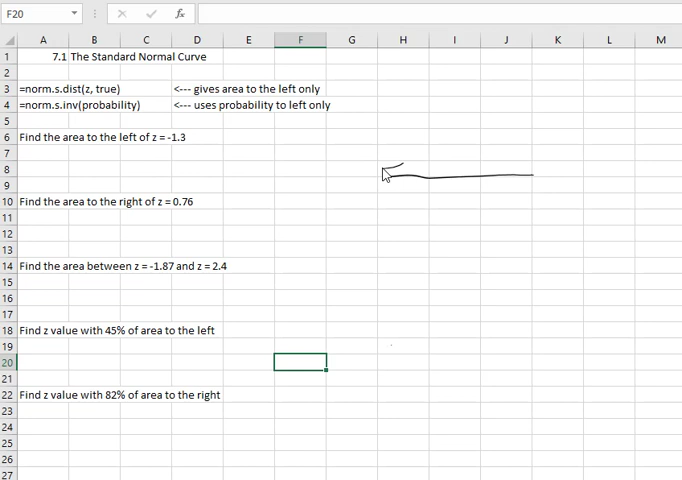 F20
fx
A B C D E F G H I J K L M
1 7.1 The Standard Normal Curve
2
3 =norm.s.dist(z, true) <--- gives area to the left only
4 =norm.s.inv(probability) <--- uses probability to left only
5
6 Find the area to the left of z = -1.3
7
8
9
10 Find the area to the right of z = 0.76
11
12
13
14 Find the area between z = -1.87 and z = 2.4
15
16
17
18 Find z value with 45% of area to the left
19
20
21
22 Find z value with 82% of area to the right
23
24
25
26
27